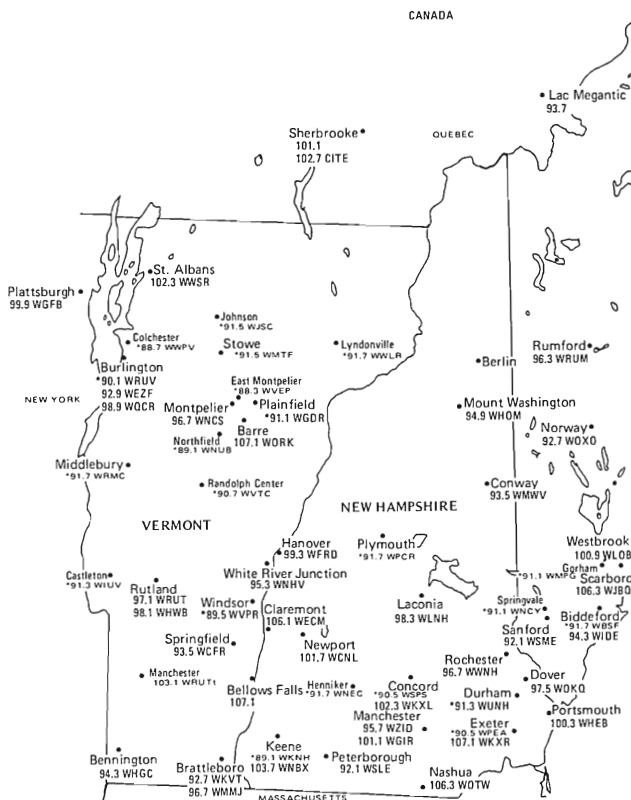 CANADA
Lac Megantic
93.7
Sherbrooke
101.1
102.7 CITE
QUEBEC
St. Albans
102.3 WWSR
Plattsburgh
99.9 WGFB
Johnson
*91.5 WJSC
Colchester
*88.7 WWPV
Stowe
*91.5 WMTF
Lyndonville
*91.7 WWLR
Rumford
96.3 WRUM
Burlington
*90.1 WRUV
92.9 WEZF
98.9 WQCR
Berlin
NEW YORK
East Montpelier
*88.3 WVEP
Montpelier
96.7 WNCS
Plainfield
*91.1 WGDR
Mount Washington
94.9 WHOM
Barre
107.1 WORK
Northfield
*89.1 WNUB
Norway
92.7 WOXO
Middlebury
*91.7 WRMC
Randolph Center
*90.7 WVTC
Conway
93.5 WMWV
NEW HAMPSHIRE
VERMONT
Hanover
99.3 WFRD
Plymouth
*91.7 WPCR
Westbrook
100.9 WLOB
Gorham
*91.1 WMPG
Scarboro
106.3 WJBQ
White River Junction
95.3 WNHV
Castleton
*91.3 WIUV
Rutland
97.1 WRUT
98.1 WHWB
Windsor
*89.5 WVPR
Claremont
106.1 WECM
Laconia
98.3 WLNH
Springvale
*91.1 WNCY
Biddeford
*91.7 WBSF
94.3 WIDE
Sanford
92.1 WSME
Springfield
93.5 WCFR
Newport
101.7 WCNL
Rochester
96.7 WWNH
Manchester
103.1 WRUTt
Bellows Falls
107.1
Henniker
*91.7 WNEC
Concord
*90.5 WSPS
102.3 WKXL
Dover
97.5 WOKQ
Durham
*91.3 WUNH
Portsmouth
100.3 WHEB
Manchester
95.7 WZID
101.1 WGIR
Exeter
*90.5 WPEA
107.1 WKXR
Keene
*89.1 WKNH
103.7 WNBX
Bennington
94.3 WHGC
Peterborough
92.1 WSLE
Brattleboro
92.7 WKVT
96.7 WMMJ
Nashua
106.3 WOTW
MASSACHUSETTS